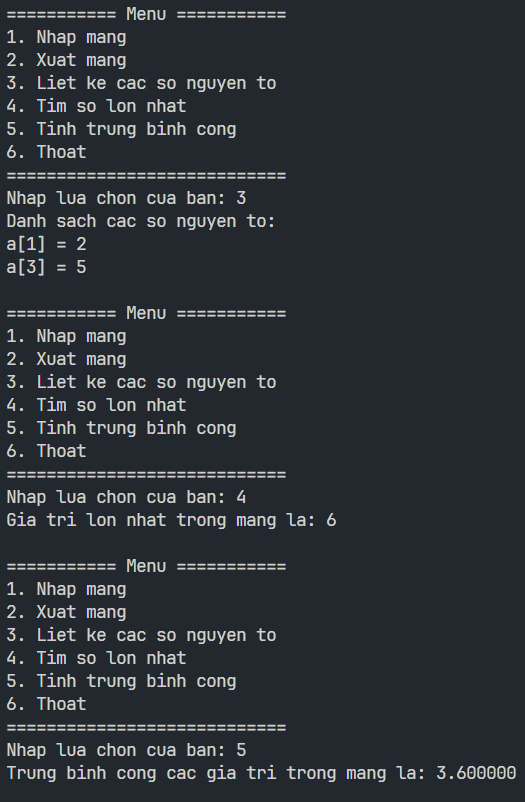 =========== Menu ===========
1. Nhap mang
2. Xuat mang
3. Liet ke cac so nguyen to
4. Tim so lon nhat
5. Tinh trung binh cong
6. Thoat
============================
Nhap lua chon cua ban: 3
Danh sach cac so nguyen to:
a[1] = 2
a[3] = 5

=========== Menu ===========
1. Nhap mang
2. Xuat mang
3. Liet ke cac so nguyen to
4. Tim so lon nhat
5. Tinh trung binh cong
6. Thoat
============================
Nhap lua chon cua ban: 4
Gia tri lon nhat trong mang la: 6

=========== Menu ===========
1. Nhap mang
2. Xuat mang
3. Liet ke cac so nguyen to
4. Tim so lon nhat
5. Tinh trung binh cong
6. Thoat
============================
Nhap lua chon cua ban: 5
Trung binh cong cac gia tri trong mang la: 3.600000